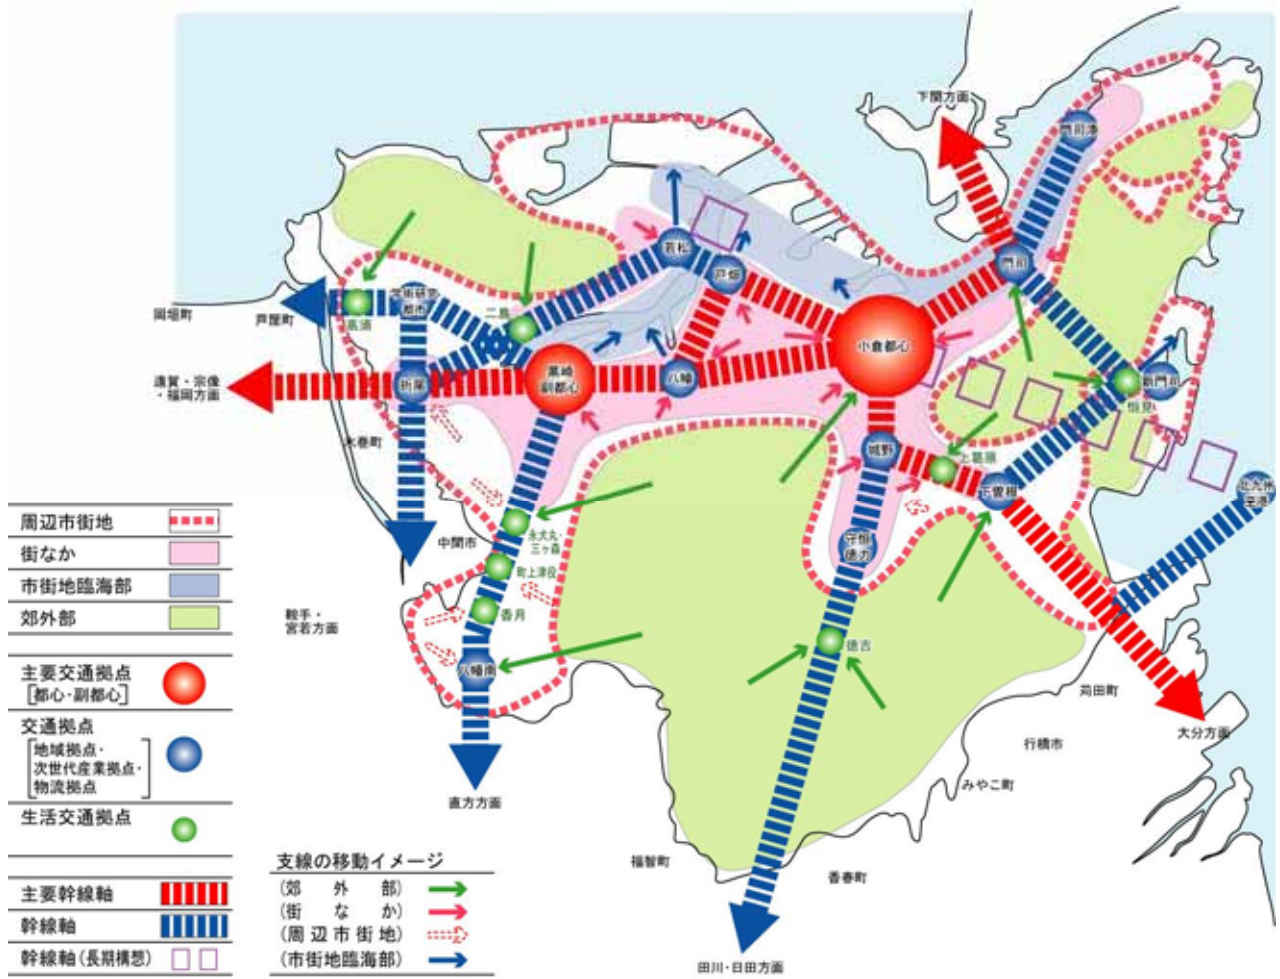 下関方面
門司港
若松
門司
戸畑
学術研究
都市
岡垣町
芦屋町
高須
二島
小倉都心
黒崎
副都心
八幡
新門司
恒見
遠賀・宗像
・福岡方面
折尾
水巻町
城野
上葛原
下曽根
北九州
空港
周辺市街地
街なか
市街地臨海部
郊外部
中間市
永犬丸・
三ヶ森
守恒
徳力
町上津役
香月
鞍手・
宮若方面
徳吉
八幡南
主要交通拠点
[都心・副都心]
交通拠点
地域拠点・
次世代産業拠点・
物流拠点
生活交通拠点
苅田町
大分方面
行橋市
みやこ町
直方方面
福智町
香春町
田川・日田方面
主要幹線軸
幹線軸
幹線軸(長期構想)
支線の移動イメージ
(郊外部)
(街なか)
(周辺市街地)
(市街地臨海部)